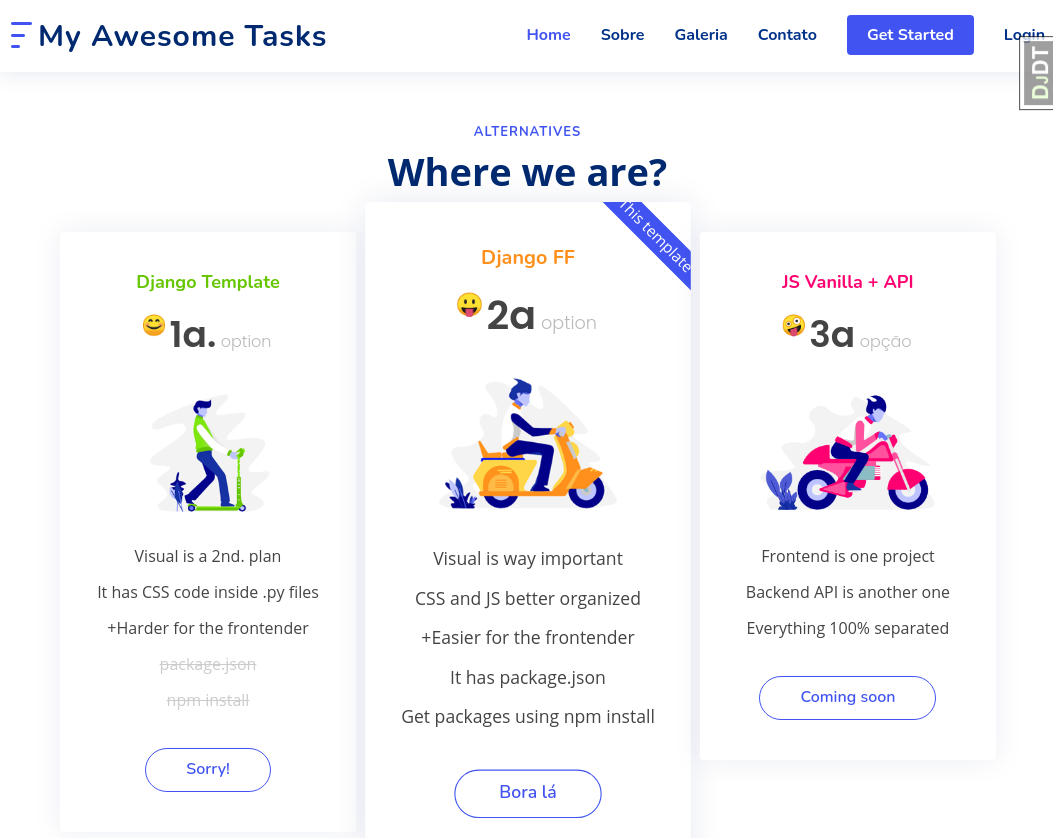 My Awesome Tasks
Home Sobre Galeria Contato Get Started Login
DJDT
ALTERNATIVES
Where we are?
Django Template
1a. option
Visual is a 2nd. plan
It has CSS code inside .py files
+Harder for the frontender
package.json
npm install
Sorry!
This template
Django FF
2a option
Visual is way important
CSS and JS better organized
+Easier for the frontender
It has package.json
Get packages using npm install
Bora lá
JS Vanilla + API
3a opção
Frontend is one project
Backend API is another one
Everything 100% separated
Coming soon